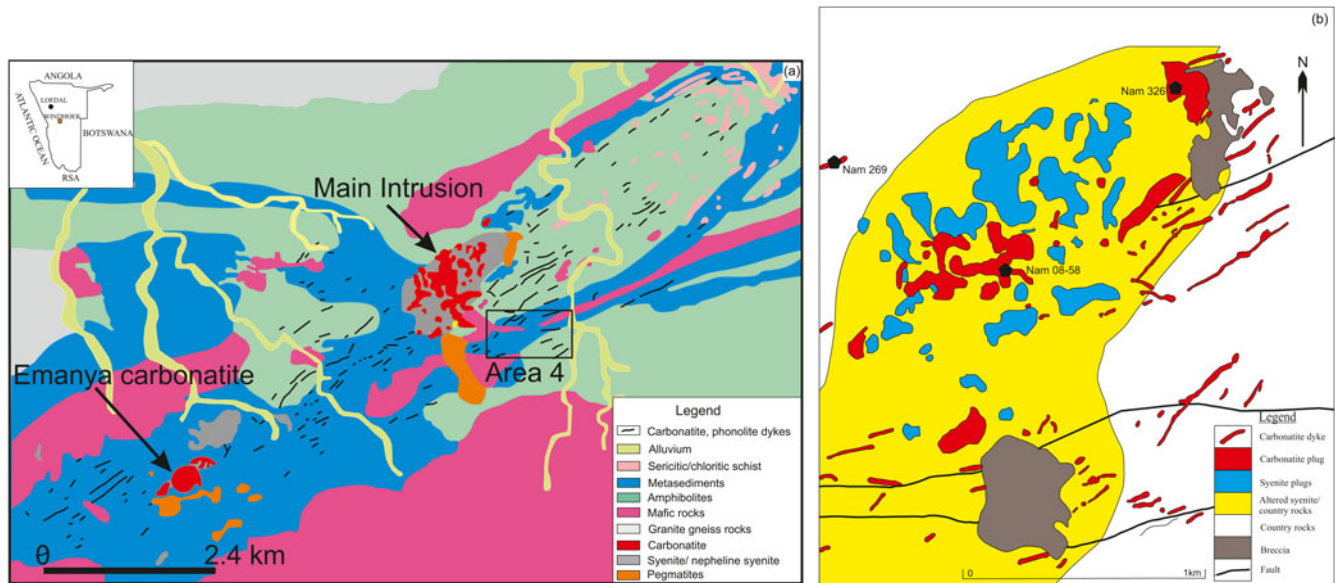 (a)
ANGOLA
LOFDAL
WINDHOEK
BOTSWANA
ATLANTIC OCEAN
RSA
Main Intrusion
Area 4
Emanya carbonatite
Legend
Carbonatite, phonolite dykes
Alluvium
Sericitic/chloritic schist
Metasediments
Amphibolites
Mafic rocks
Granite gneiss rocks
Carbonatite
Syenite/ nepheline syenite
Pegmatites
0
2.4 km
(b)
N
Nam 326
Nam 269
Nam 08-58
Legend
Carbonatite dyke
Carbonatite plug
Syenite plugs
Altered syenite/
country rocks
Country rocks
Breccia
Fault
0
1km